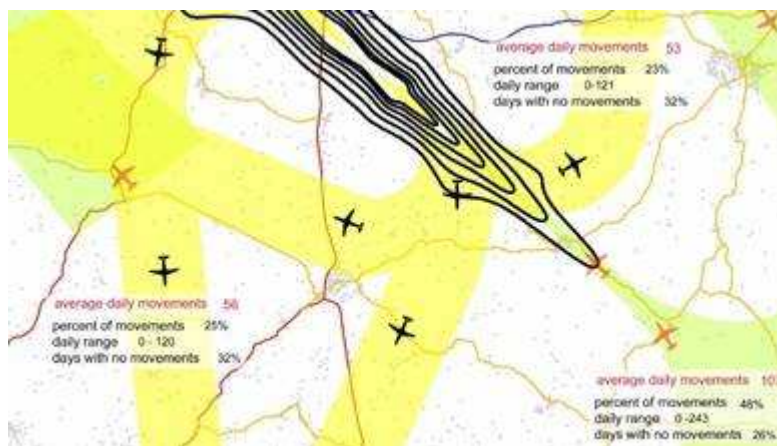 average daily movements 53
percent of movements 23%
daily range 0-121
days with no movements 32%
average daily movements 56
percent of movements 25%
daily range 0 - 120
days with no movements 32%
average daily movements
percent of movements 48%
daily range 0 -243
days with no movements 26%